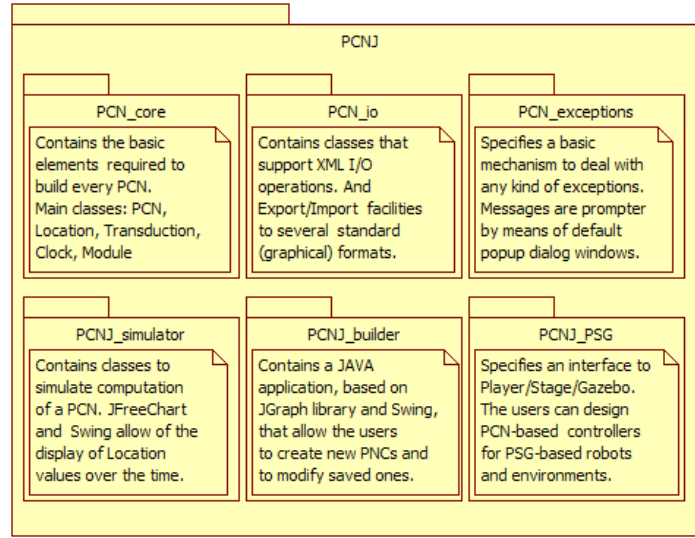 PCNJ
PCN_core
Contains the basic
elements required to
build every PCN.
Main classes: PCN,
Location, Transduction,
Clock, Module
PCN_io
Contains classes that
support XML I/O
operations. And
Export/Import facilities
to several standard
(graphical) formats.
PCN_exceptions
Specifies a basic
mechanism to deal with
any kind of exceptions.
Messages are prompter
by means of default
popup dialog windows.
PCNJ_simulator
Contains classes to
simulate computation
of a PCN. JFreeChart
and Swing allow of the
display of Location
values over the time.
PCNJ_builder
Contains a JAVA
application, based on
JGraph library and Swing,
that allow the users
to create new PNCs and
to modify saved ones.
PCNJ_PSG
Specifies an interface to
Player/Stage/Gazebo.
The users can design
PCN-based controllers
for PSG-based robots
and environments.